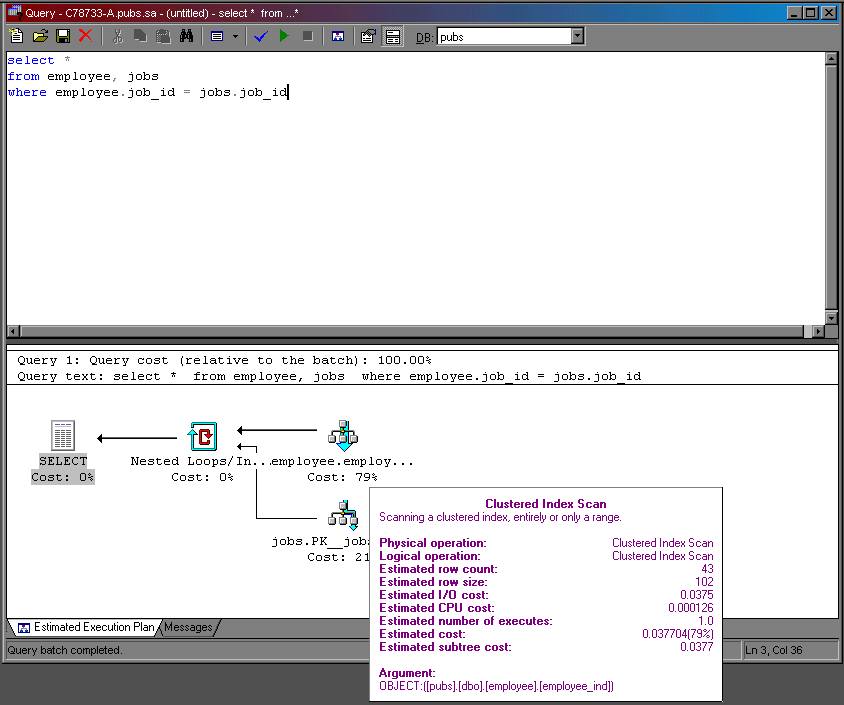 Query - C78733-A.pubs.sa - (untitled) - select * from ...*
DB: pubs
select *
from employee, jobs
where employee.job_id = jobs.job_id
Query 1: Query cost (relative to the batch): 100.00%
Query text: select *  from employee, jobs  where employee.job_id = jobs.job_id
SELECT
Cost: 0%
Nested Loops/In...
Cost: 0%
employee.employ...
Cost: 79%
jobs.PK__jobs
Cost: 21
Clustered Index Scan
Scanning a clustered index, entirely or only a range.
Physical operation: Clustered Index Scan
Logical operation: Clustered Index Scan
Estimated row count: 43
Estimated row size: 102
Estimated I/O cost: 0.0375
Estimated CPU cost: 0.000126
Estimated number of executes: 1.0
Estimated cost: 0.037704(79%)
Estimated subtree cost: 0.0377
Argument:
OBJECT:([pubs].[dbo].[employee].[employee_ind])
Estimated Execution Plan
Messages
Query batch completed.
Ln 3, Col 36